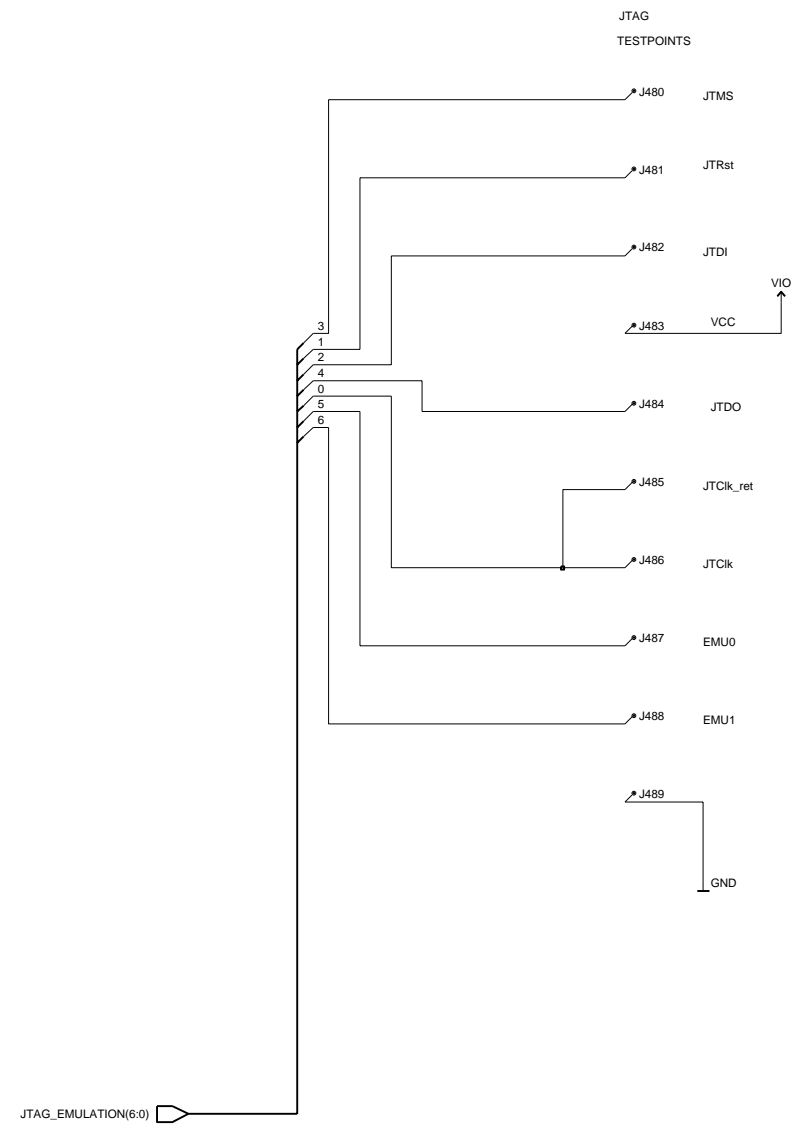 JTAG
TESTPOINTS
J480 JTMS
J481 JTRst
J482 JTDI
VIO
J483 VCC
3
1
2
4
0
5
6
J484 JTDO
J485 JTClk_ret
J486 JTClk
J487 EMU0
J488 EMU1
J489
GND
JTAG_EMULATION(6:0)